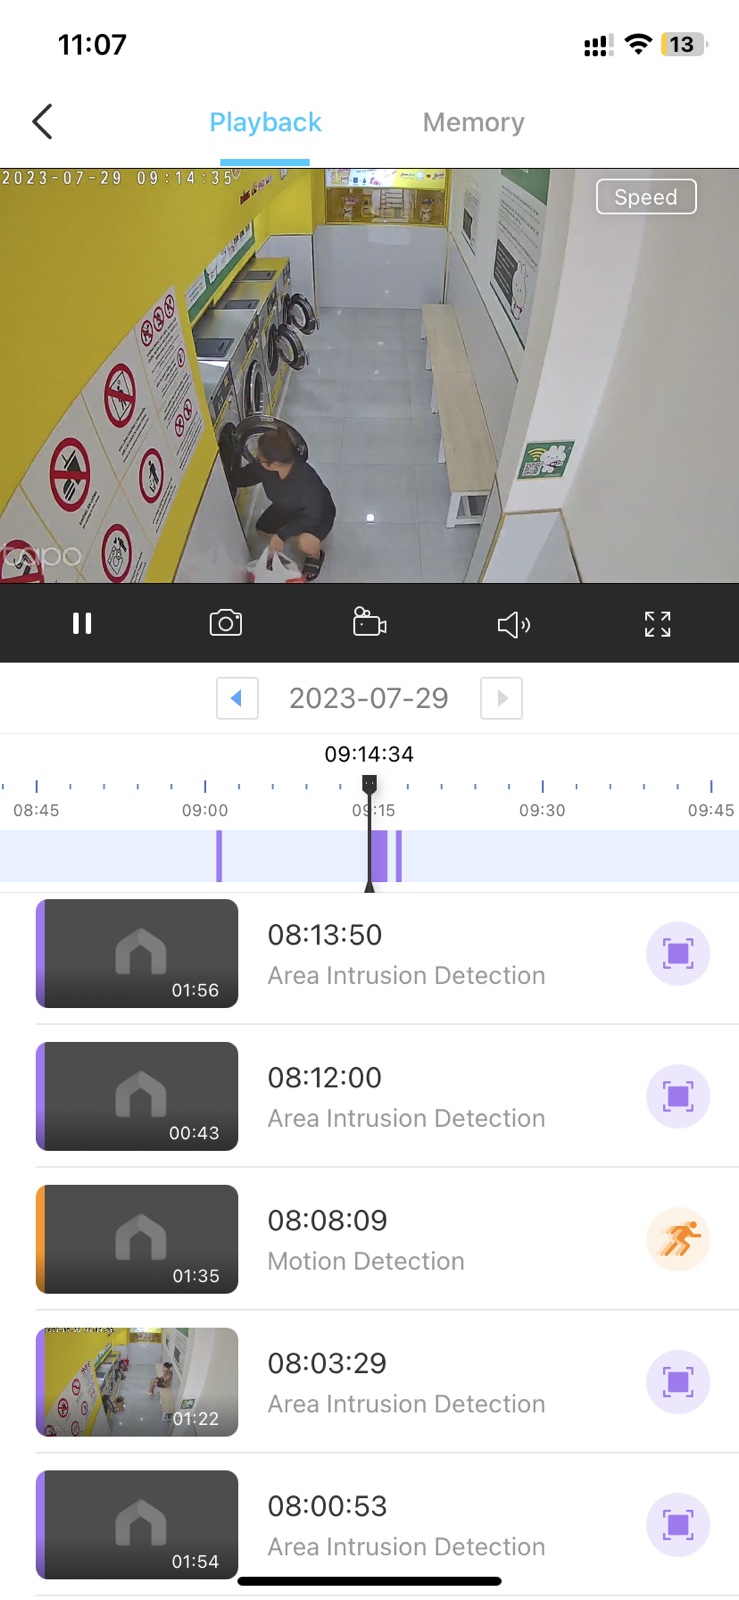 11:07
13
Playback
Memory
2023-07-29 09:14:35
Speed
tapo
2023-07-29
09:14:34
08:45
09:00
09:15
09:30
09:45
08:13:50
Area Intrusion Detection
01:56
08:12:00
Area Intrusion Detection
00:43
08:08:09
Motion Detection
01:35
08:03:29
Area Intrusion Detection
01:22
08:00:53
Area Intrusion Detection
01:54